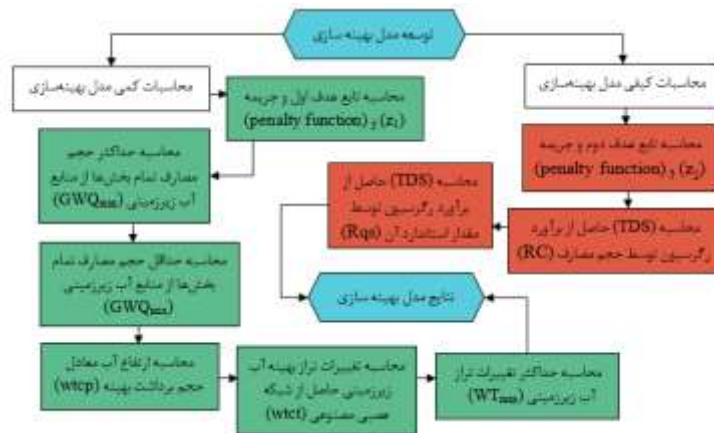 توسعه مدل بهینه سازی
محاسبات کمی مدل بهینه‌سازی
محاسبات کیفی مدل بهینه‌سازی
محاسبه تابع هدف اول و جریمه
(z₁) و (penalty function)
محاسبه تابع هدف دوم و جریمه
(z₂) و (penalty function)
محاسبه حداکثر حجم
مصارف تمام بخش‌ها از منابع
آب زیرزمینی (GWQmax)
محاسبه (TDS) حاصل از
برآورد رگرسیون توسط
مقدار استاندارد آن (Rqs)
محاسبه (TDS) حاصل از برآورد
رگرسیون توسط حجم مصارف (RC)
محاسبه حداقل حجم مصارف تمام
بخش‌ها از منابع آب زیرزمینی
(GWQmin)
نتایج مدل بهینه سازی
محاسبه ارتفاع آب معادل
حجم برداشت بهینه (wtcp)
محاسبه تغییرات تراز بهینه آب
زیرزمینی حاصل از شبکه
عصبی مصنوعی (wtct)
محاسبه حداکثر تغییرات تراز
آب زیرزمینی (WTmax)